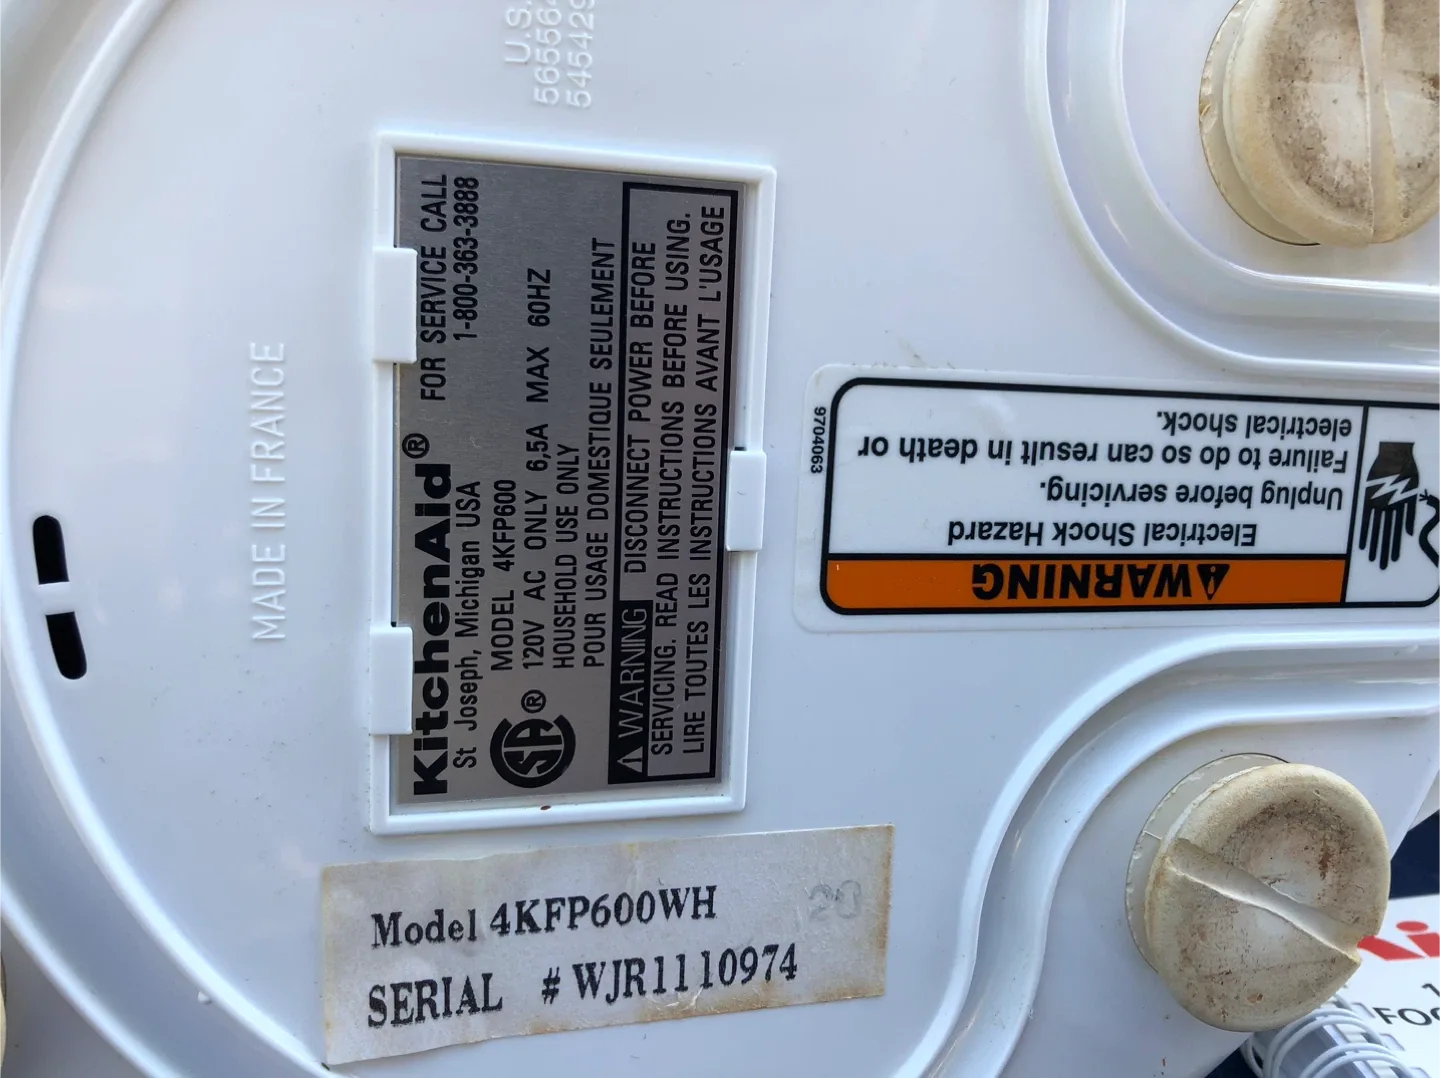 U.S.
MADE IN FRANCE
KitchenAid® FOR SERVICE CALL
St Joseph, Michigan USA 1-800-363-3888
MODEL 4KFP600
120V AC ONLY 6,5A MAX 60HZ
HOUSEHOLD USE ONLY
POUR USAGE DOMESTIQUE SEULEMENT
⚠WARNING DISCONNECT POWER BEFORE
SERVICING. READ INSTRUCTIONS BEFORE USING.
LIRE TOUTES LES INSTRUCTIONS AVANT L'USAGE
SA ®
Model 4KFP600WH 20
SERIAL # WJR1110974
⚠WARNING
Electrical Shock Hazard
Unplug before servicing.
Failure to do so can result in death or
electrical shock.
9704063